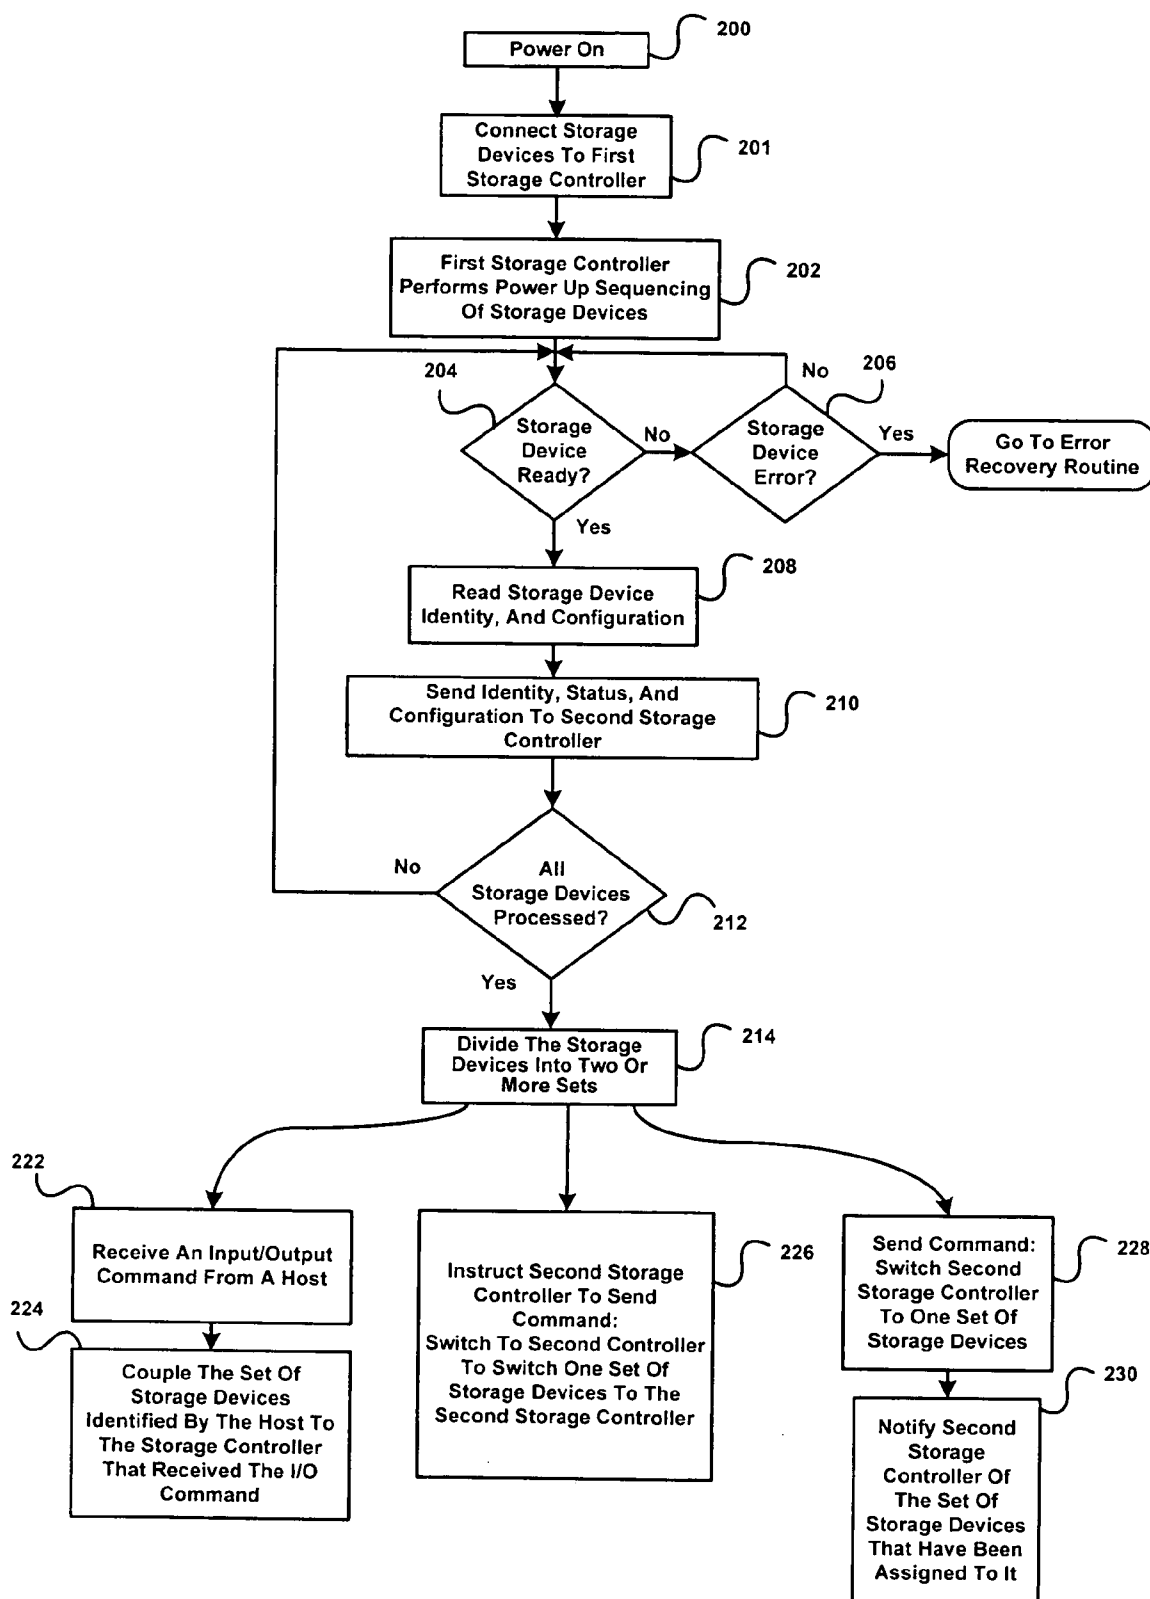 200
Power On
Connect Storage
Devices To First
Storage Controller
201
First Storage Controller
Performs Power Up Sequencing
Of Storage Devices
202
204
Storage
Device
Ready?
No
Storage
Device
Error?
No
206
Yes
Go To Error
Recovery Routine
Yes
208
Read Storage Device
Identity, And Configuration
Send Identity, Status, And
Configuration To Second Storage
Controller
210
No
All
Storage Devices
Processed?
212
Yes
Divide The Storage
Devices Into Two Or
More Sets
214
222
Receive An Input/Output
Command From A Host
224
Couple The Set Of
Storage Devices
Identified By The Host To
The Storage Controller
That Received The I/O
Command
Instruct Second Storage
Controller To Send
Command:
Switch To Second Controller
To Switch One Set Of
Storage Devices To The
Second Storage Controller
226
Send Command:
Switch Second
Storage Controller
To One Set Of
Storage Devices
228
230
Notify Second
Storage
Controller Of
The Set Of
Storage Devices
That Have Been
Assigned To It